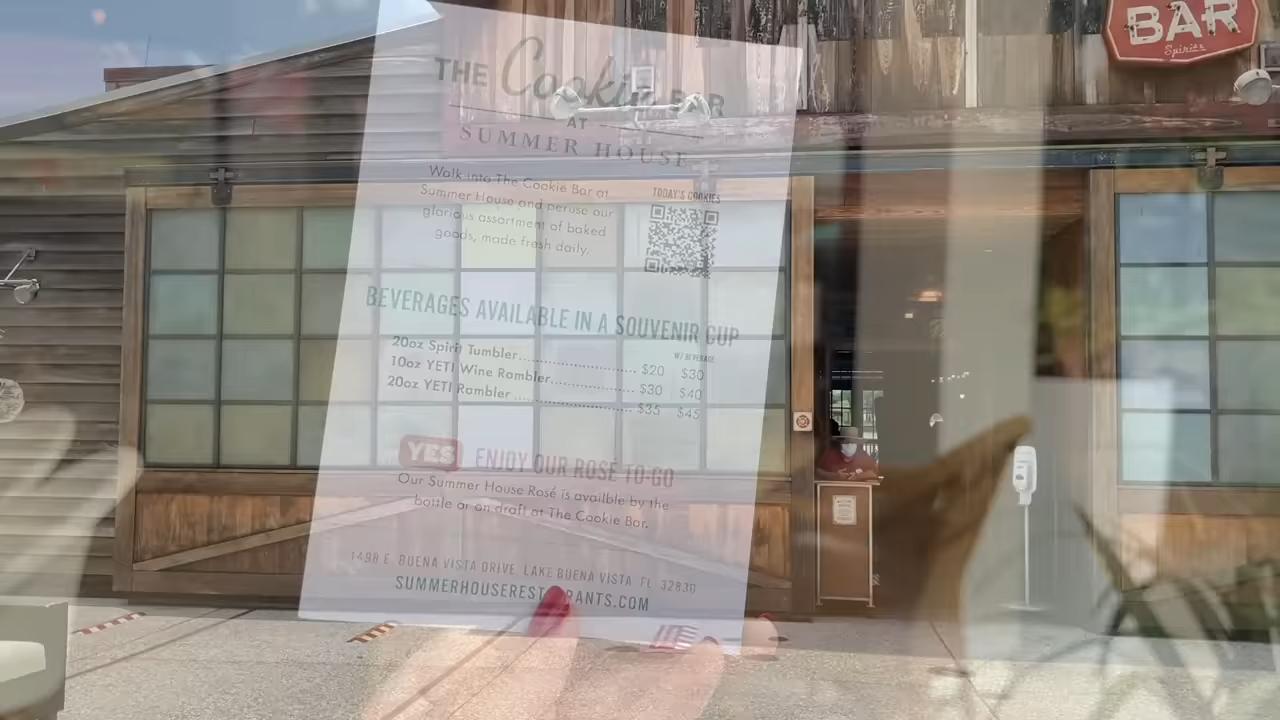 BAR
Spirits
THE Cookie BAR
AT
SUMMER HOUSE
Walk into The Cookie Bar at
Summer House and peruse our
glorious assortment of baked
goods, made fresh daily.
TODAY'S COOKIES
BEVERAGES AVAILABLE IN A SOUVENIR CUP
W/ BEVERAGE
20oz Spirit Tumbler $20 $30
10oz YETI Wine Rambler $30 $40
20oz YETI Rambler $35 $45
YES ENJOY OUR ROSÉ TO-GO
Our Summer House Rosé is availble by the
bottle or on draft at The Cookie Bar.
1498 E. BUENA VISTA DRIVE, LAKE BUENA VISTA, FL 32830